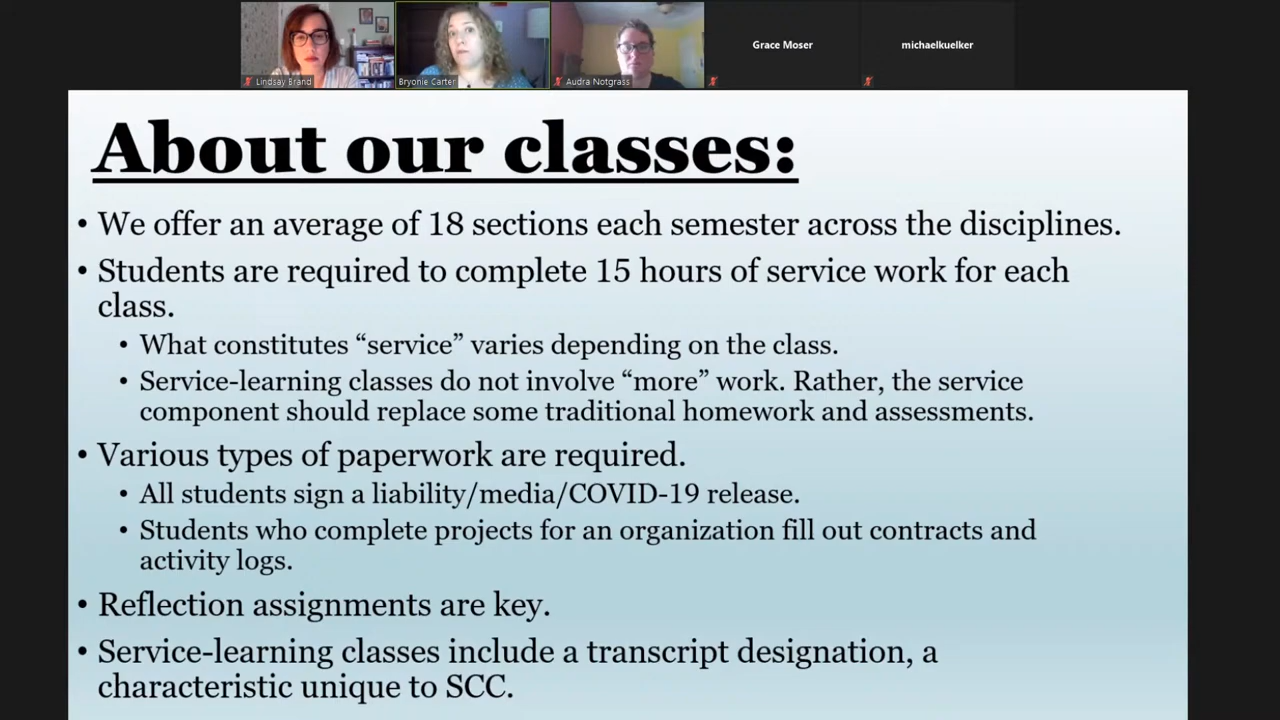 Lindsay Brand
Bryonie Carter
Audra Notgrass
Grace Moser
michaelkuelker
About our classes:
• We offer an average of 18 sections each semester across the disciplines.
• Students are required to complete 15 hours of service work for each
class.
• What constitutes “service” varies depending on the class.
• Service-learning classes do not involve “more” work. Rather, the service
component should replace some traditional homework and assessments.
• Various types of paperwork are required.
• All students sign a liability/media/COVID-19 release.
• Students who complete projects for an organization fill out contracts and
activity logs.
• Reflection assignments are key.
• Service-learning classes include a transcript designation, a
characteristic unique to SCC.